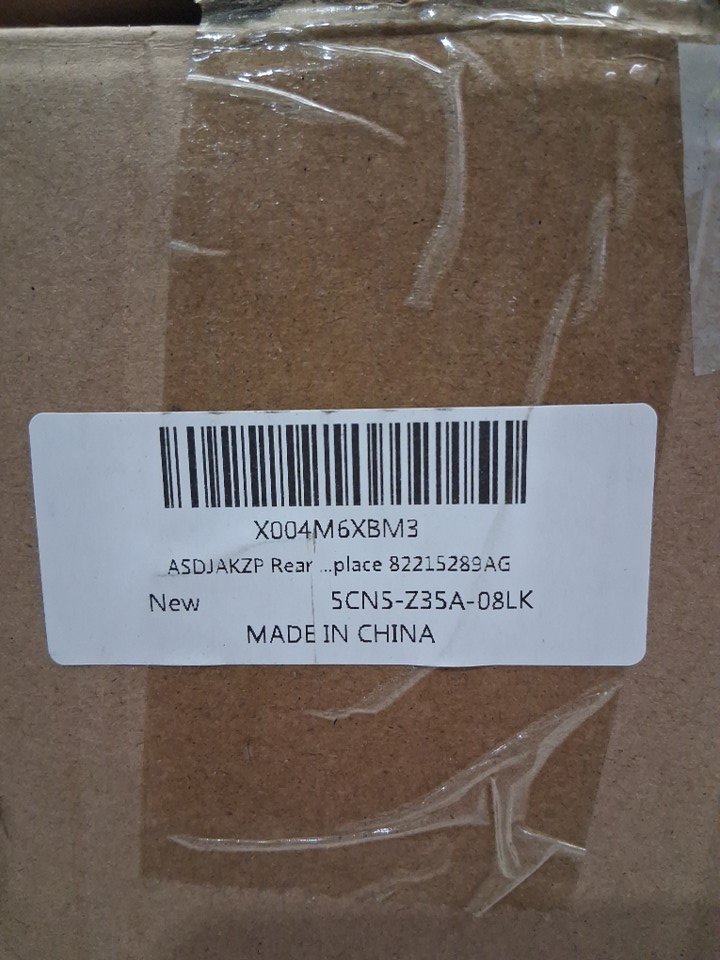 X004M6XBM3
ASDJAKZP Rear ...place 82215289AG
New 5CN5-Z35A-08LK
MADE IN CHINA